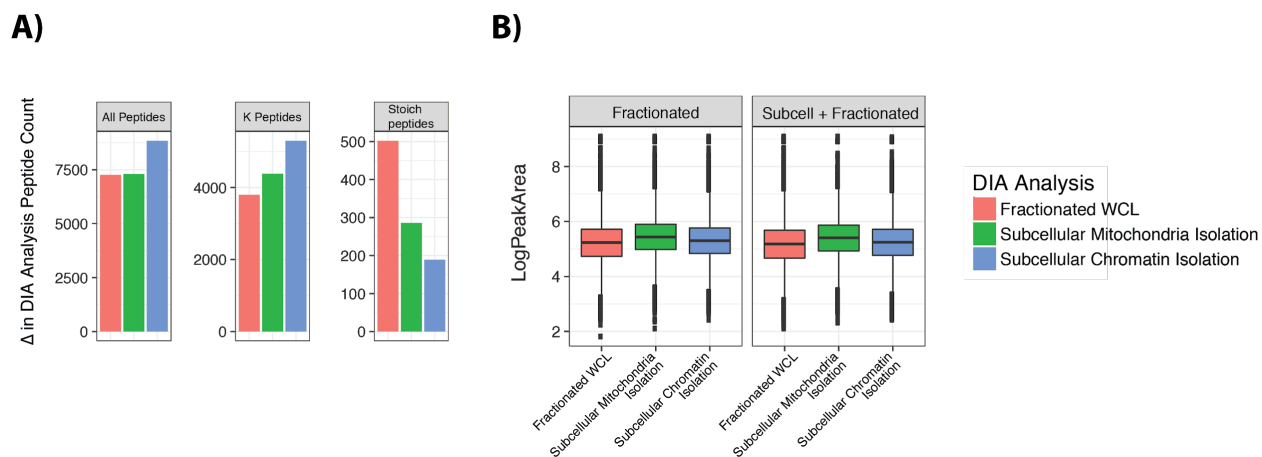 A)
B)
Δ in DIA Analysis Peptide Count
All Peptides
7500
5000
2500
0
K Peptides
4000
2000
0
Stoich
peptides
500
400
300
200
100
0
LogPeakArea
Fractionated
Subcell + Fractionated
8
6
4
2
Fractionated WCL
Subcellular Mitochondria
Isolation
Subcellular Chromatin
Isolation
Fractionated WCL
Subcellular Mitochondria
Isolation
Subcellular Chromatin
Isolation
DIA Analysis
Fractionated WCL
Subcellular Mitochondria Isolation
Subcellular Chromatin Isolation